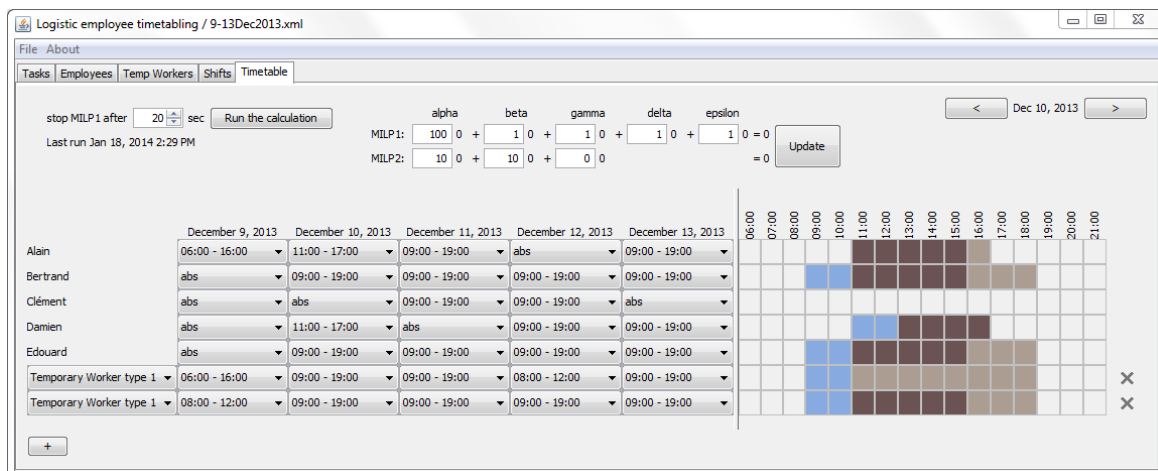 Logistic employee timetabling / 9-13Dec2013.xml
File About
Tasks Employees Temp Workers Shifts Timetable
alpha beta gamma delta epsilon
< Dec 10, 2013 >
stop MILP1 after 20 sec Run the calculation
MILP1: 100 0 + 1 0 + 1 0 + 1 0 + 1 0 = 0
Update
Last run Jan 18, 2014 2:29 PM
MILP2: 10 0 + 10 0 + 0 0 = 0
06:00 07:00 08:00 09:00 10:00 11:00 12:00 13:00 14:00 15:00 16:00 17:00 18:00 19:00 20:00 21:00
December 9, 2013 December 10, 2013 December 11, 2013 December 12, 2013 December 13, 2013
Alain 06:00 - 16:00 11:00 - 17:00 09:00 - 19:00 abs 09:00 - 19:00
Bertrand abs 09:00 - 19:00 09:00 - 19:00 09:00 - 19:00 09:00 - 19:00
Clément abs abs 09:00 - 19:00 09:00 - 19:00 abs
Damien abs 11:00 - 17:00 abs 09:00 - 19:00 09:00 - 19:00
Edouard abs 09:00 - 19:00 09:00 - 19:00 09:00 - 19:00 09:00 - 19:00
Temporary Worker type 1 06:00 - 16:00 09:00 - 19:00 09:00 - 19:00 08:00 - 12:00 09:00 - 19:00
Temporary Worker type 1 08:00 - 12:00 09:00 - 19:00 09:00 - 19:00 09:00 - 19:00 09:00 - 19:00
+